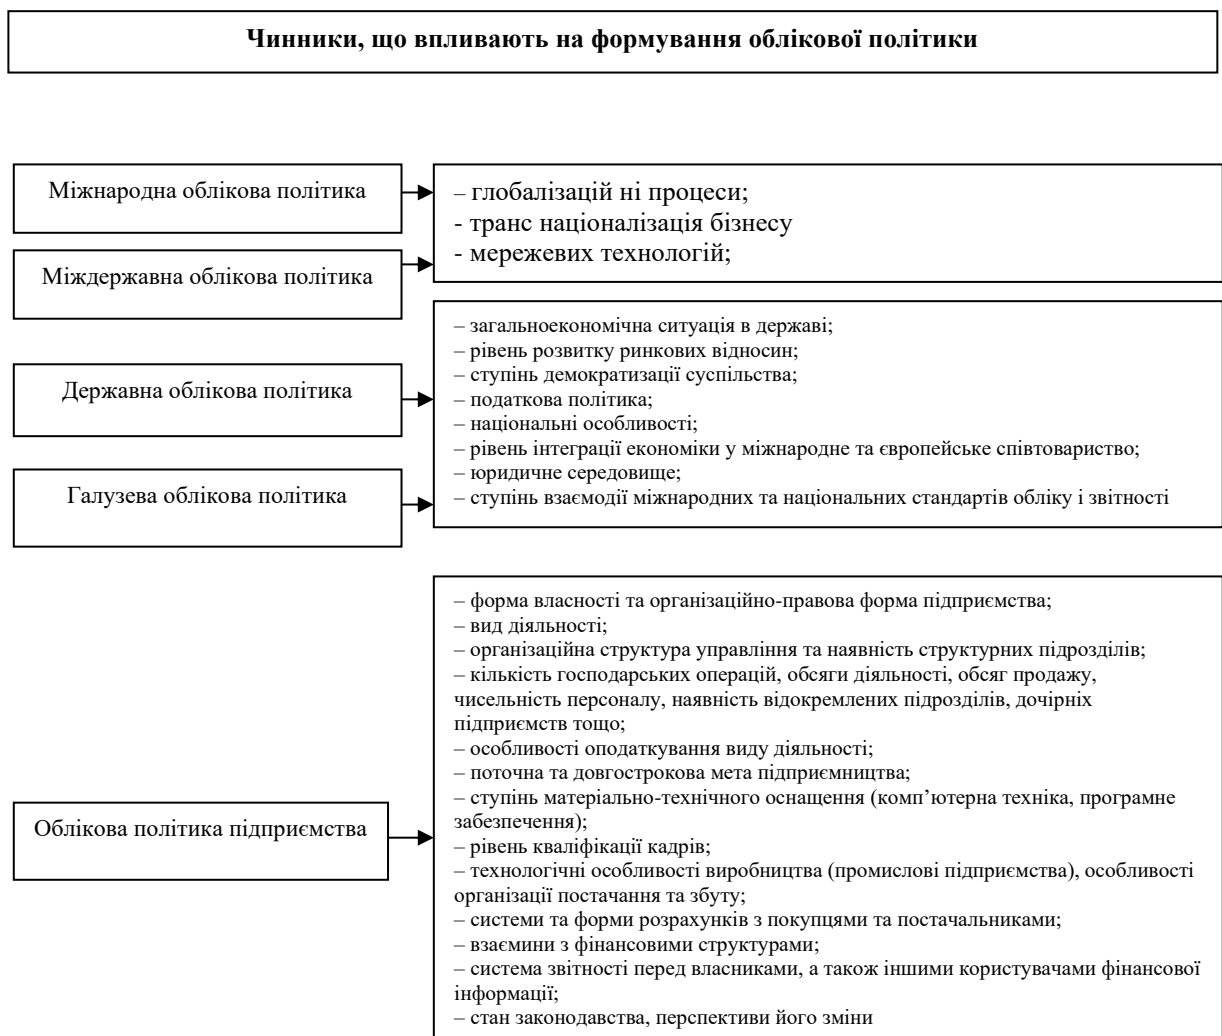 Чинники, що впливають на формування облікової політики
Міжнародна облікова політика
Міждержавна облікова політика
– глобалізацій ні процеси;
- транс націоналізація бізнесу
- мережевих технологій;
Державна облікова політика
Галузева облікова політика
– загальноекономічна ситуація в державі;
– рівень розвитку ринкових відносин;
– ступінь демократизації суспільства;
– податкова політика;
– національні особливості;
– рівень інтеграції економіки у міжнародне та європейське співтовариство;
– юридичне середовище;
– ступінь взаємодії міжнародних та національних стандартів обліку і звітності
Облікова політика підприємства
– форма власності та організаційно-правова форма підприємства;
– вид діяльності;
– організаційна структура управління та наявність структурних підрозділів;
– кількість господарських операцій, обсяги діяльності, обсяг продажу,
чисельність персоналу, наявність відокремлених підрозділів, дочірніх
підприємств тощо;
– особливості оподаткування виду діяльності;
– поточна та довгострокова мета підприємництва;
– ступінь матеріально-технічного оснащення (комп’ютерна техніка, програмне
забезпечення);
– рівень кваліфікації кадрів;
– технологічні особливості виробництва (промислові підприємства), особливості
організації постачання та збуту;
– системи та форми розрахунків з покупцями та постачальниками;
– взаємини з фінансовими структурами;
– система звітності перед власниками, а також іншими користувачами фінансової
інформації;
– стан законодавства, перспективи його зміни